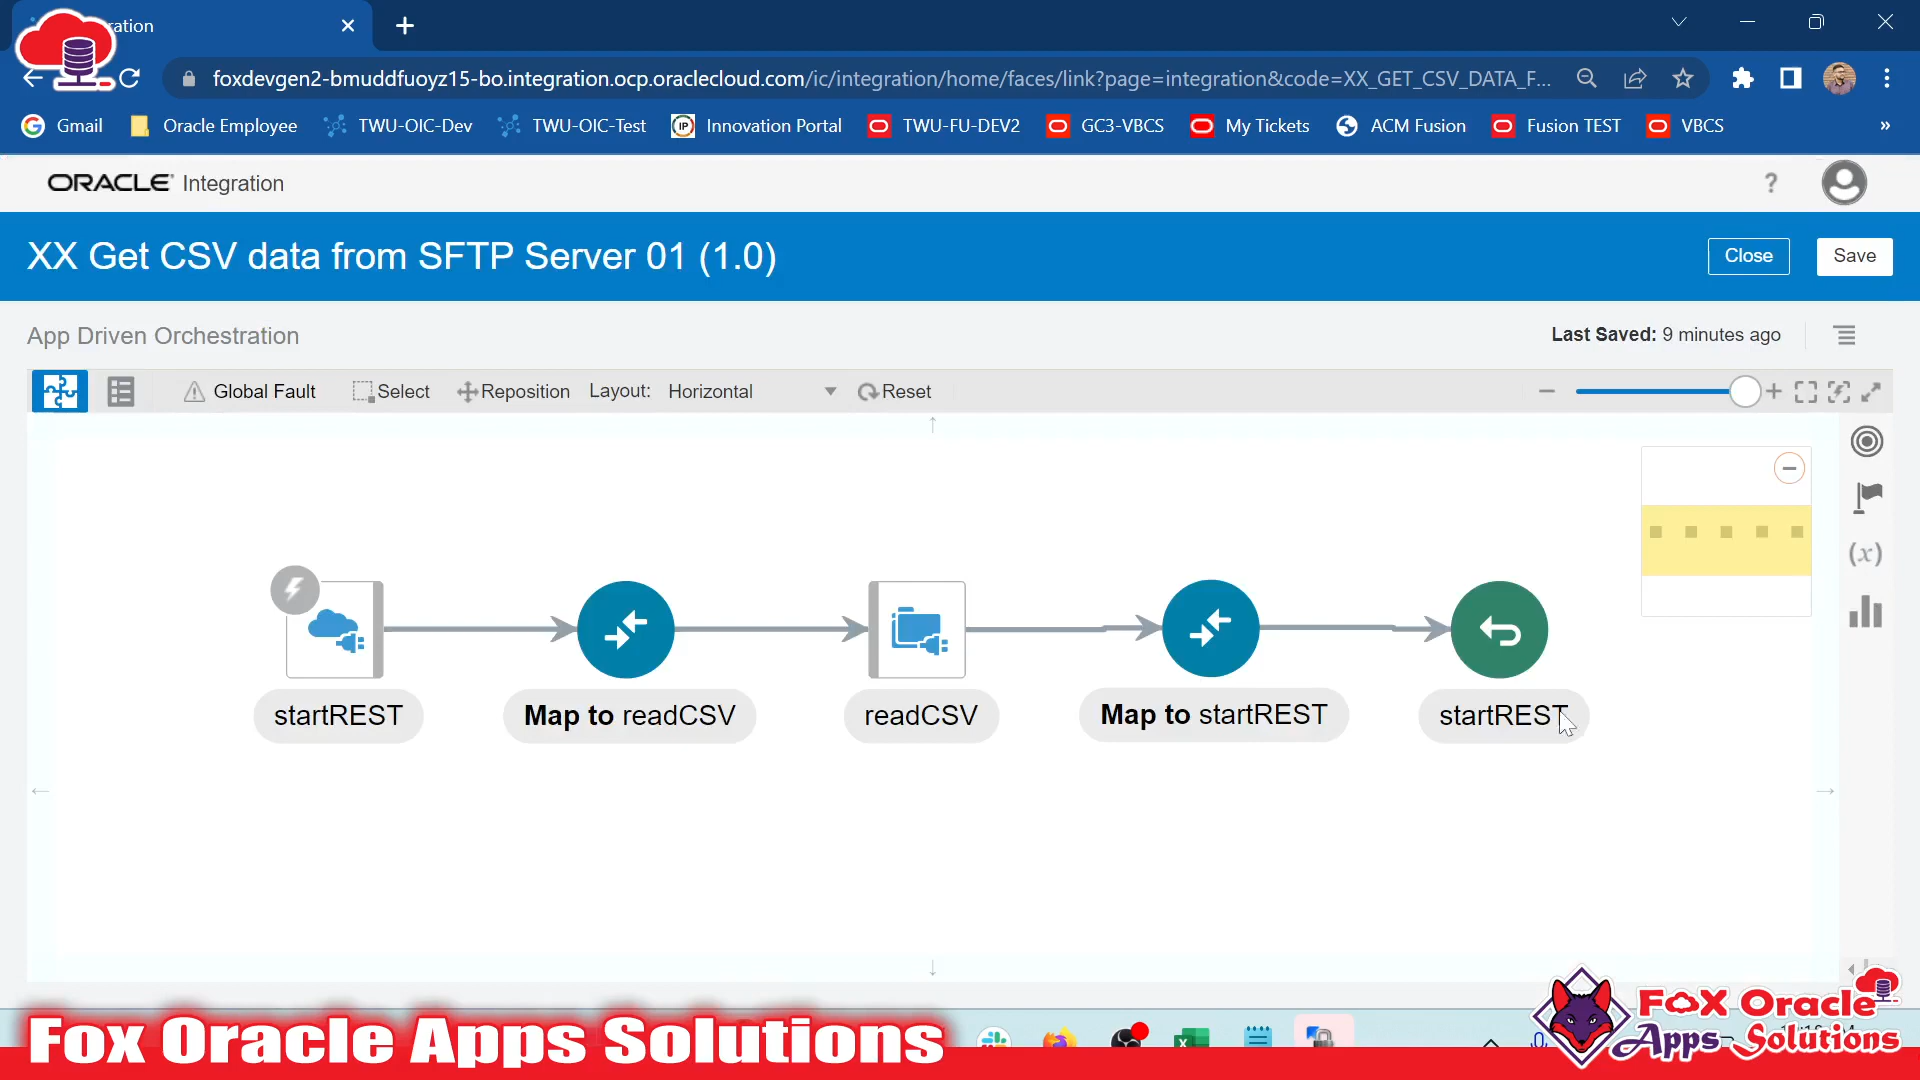 ration
foxdevgen2-bmuddfuoyz15-bo.integration.ocp.oraclecloud.com/ic/integration/home/faces/link?page=integration&code=XX_GET_CSV_DATA_F...
Gmail Oracle Employee TWU-OIC-Dev TWU-OIC-Test Innovation Portal TWU-FU-DEV2 GC3-VBCS My Tickets ACM Fusion Fusion TEST VBCS »
ORACLE Integration ?
XX Get CSV data from SFTP Server 01 (1.0) Close Save
App Driven Orchestration Last Saved: 9 minutes ago
Global Fault Select Reposition Layout: Horizontal Reset
(x)
startREST Map to readCSV readCSV Map to startREST startREST
Fox Oracle Apps Solutions
Fox Oracle
Apps Solutions